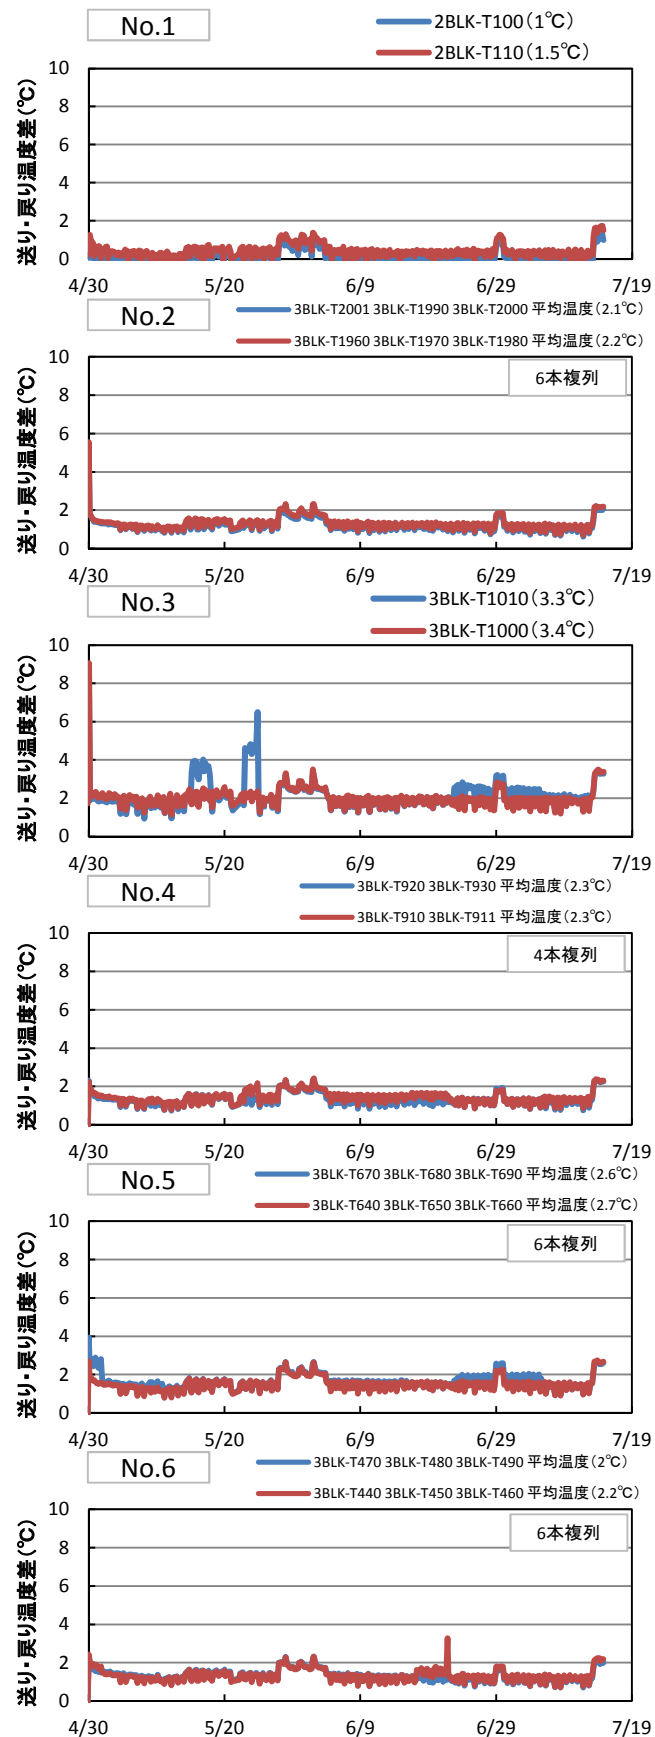 No.1
2BLK-T100(1℃)
2BLK-T110(1.5℃)
送り・戻り温度差(℃)
10
8
6
4
2
0
4/30 5/20 6/9 6/29 7/19
No.2
3BLK-T2001 3BLK-T1990 3BLK-T2000 平均温度(2.1℃)
3BLK-T1960 3BLK-T1970 3BLK-T1980 平均温度(2.2℃)
6本複列
送り・戻り温度差(℃)
10
8
6
4
2
0
4/30 5/20 6/9 6/29 7/19
No.3
3BLK-T1010(3.3℃)
3BLK-T1000(3.4℃)
送り・戻り温度差(℃)
10
8
6
4
2
0
4/30 5/20 6/9 6/29 7/19
No.4
3BLK-T920 3BLK-T930 平均温度(2.3℃)
3BLK-T910 3BLK-T911 平均温度(2.3℃)
4本複列
送り・戻り温度差(℃)
10
8
6
4
2
0
4/30 5/20 6/9 6/29 7/19
No.5
3BLK-T670 3BLK-T680 3BLK-T690 平均温度(2.6℃)
3BLK-T640 3BLK-T650 3BLK-T660 平均温度(2.7℃)
6本複列
送り・戻り温度差(℃)
10
8
6
4
2
0
4/30 5/20 6/9 6/29 7/19
No.6
3BLK-T470 3BLK-T480 3BLK-T490 平均温度(2℃)
3BLK-T440 3BLK-T450 3BLK-T460 平均温度(2.2℃)
6本複列
送り・戻り温度差(℃)
10
8
6
4
2
0
4/30 5/20 6/9 6/29 7/19